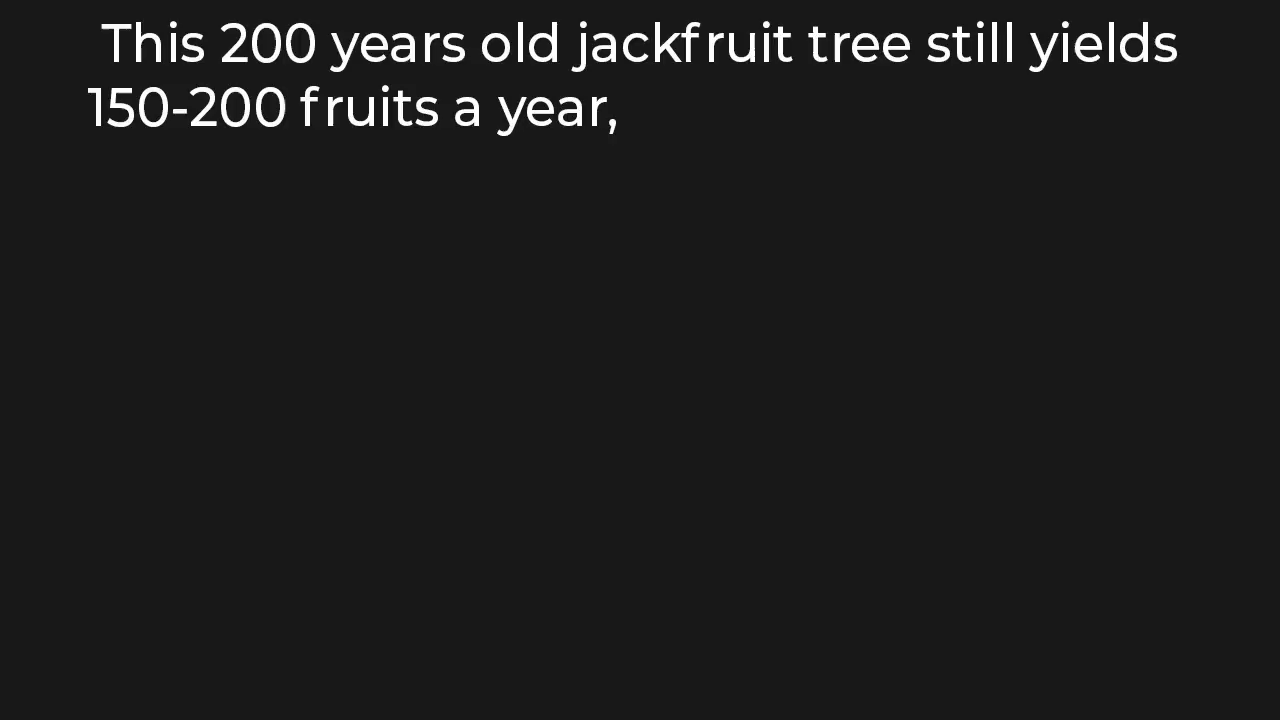 This 200 years old jackfruit tree still yields
150-200 fruits a year,